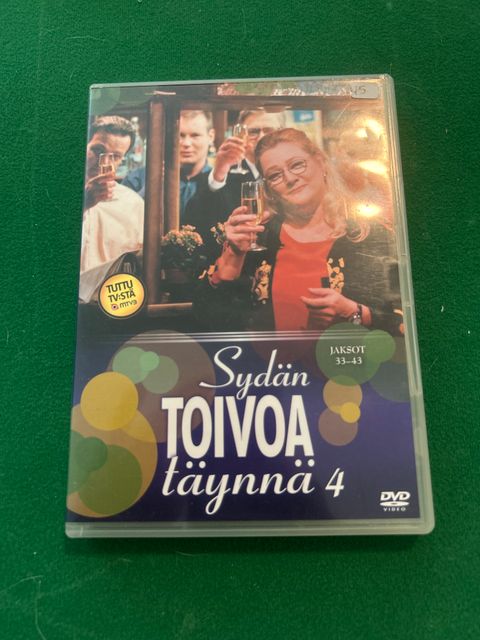 TUTTU
TV:STÄ
MTV3
JAKSOT
33–43
Sydän
TOIVOA
täynnä 4
DVD
VIDEO